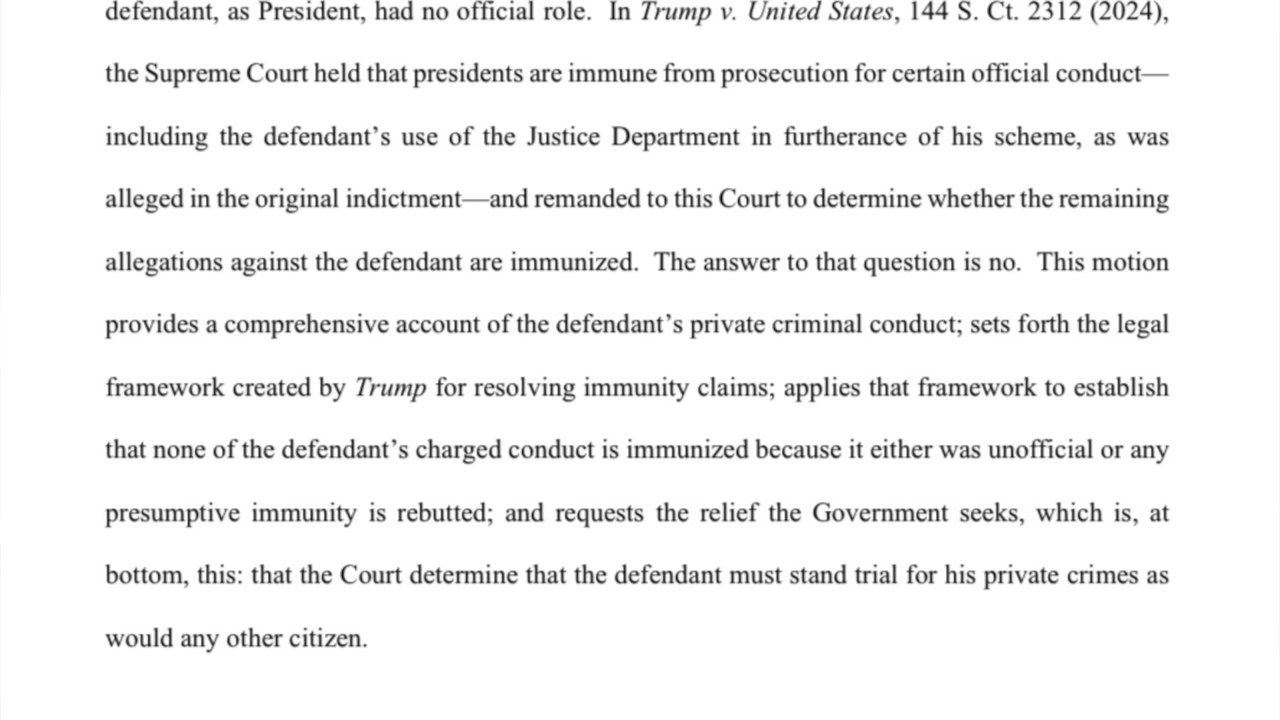 defendant, as President, had no official role.  In Trump v. United States, 144 S. Ct. 2312 (2024),
the Supreme Court held that presidents are immune from prosecution for certain official conduct—
including the defendant’s use of the Justice Department in furtherance of his scheme, as was
alleged in the original indictment—and remanded to this Court to determine whether the remaining
allegations against the defendant are immunized.  The answer to that question is no.  This motion
provides a comprehensive account of the defendant’s private criminal conduct; sets forth the legal
framework created by Trump for resolving immunity claims; applies that framework to establish
that none of the defendant’s charged conduct is immunized because it either was unofficial or any
presumptive immunity is rebutted; and requests the relief the Government seeks, which is, at
bottom, this: that the Court determine that the defendant must stand trial for his private crimes as
would any other citizen.